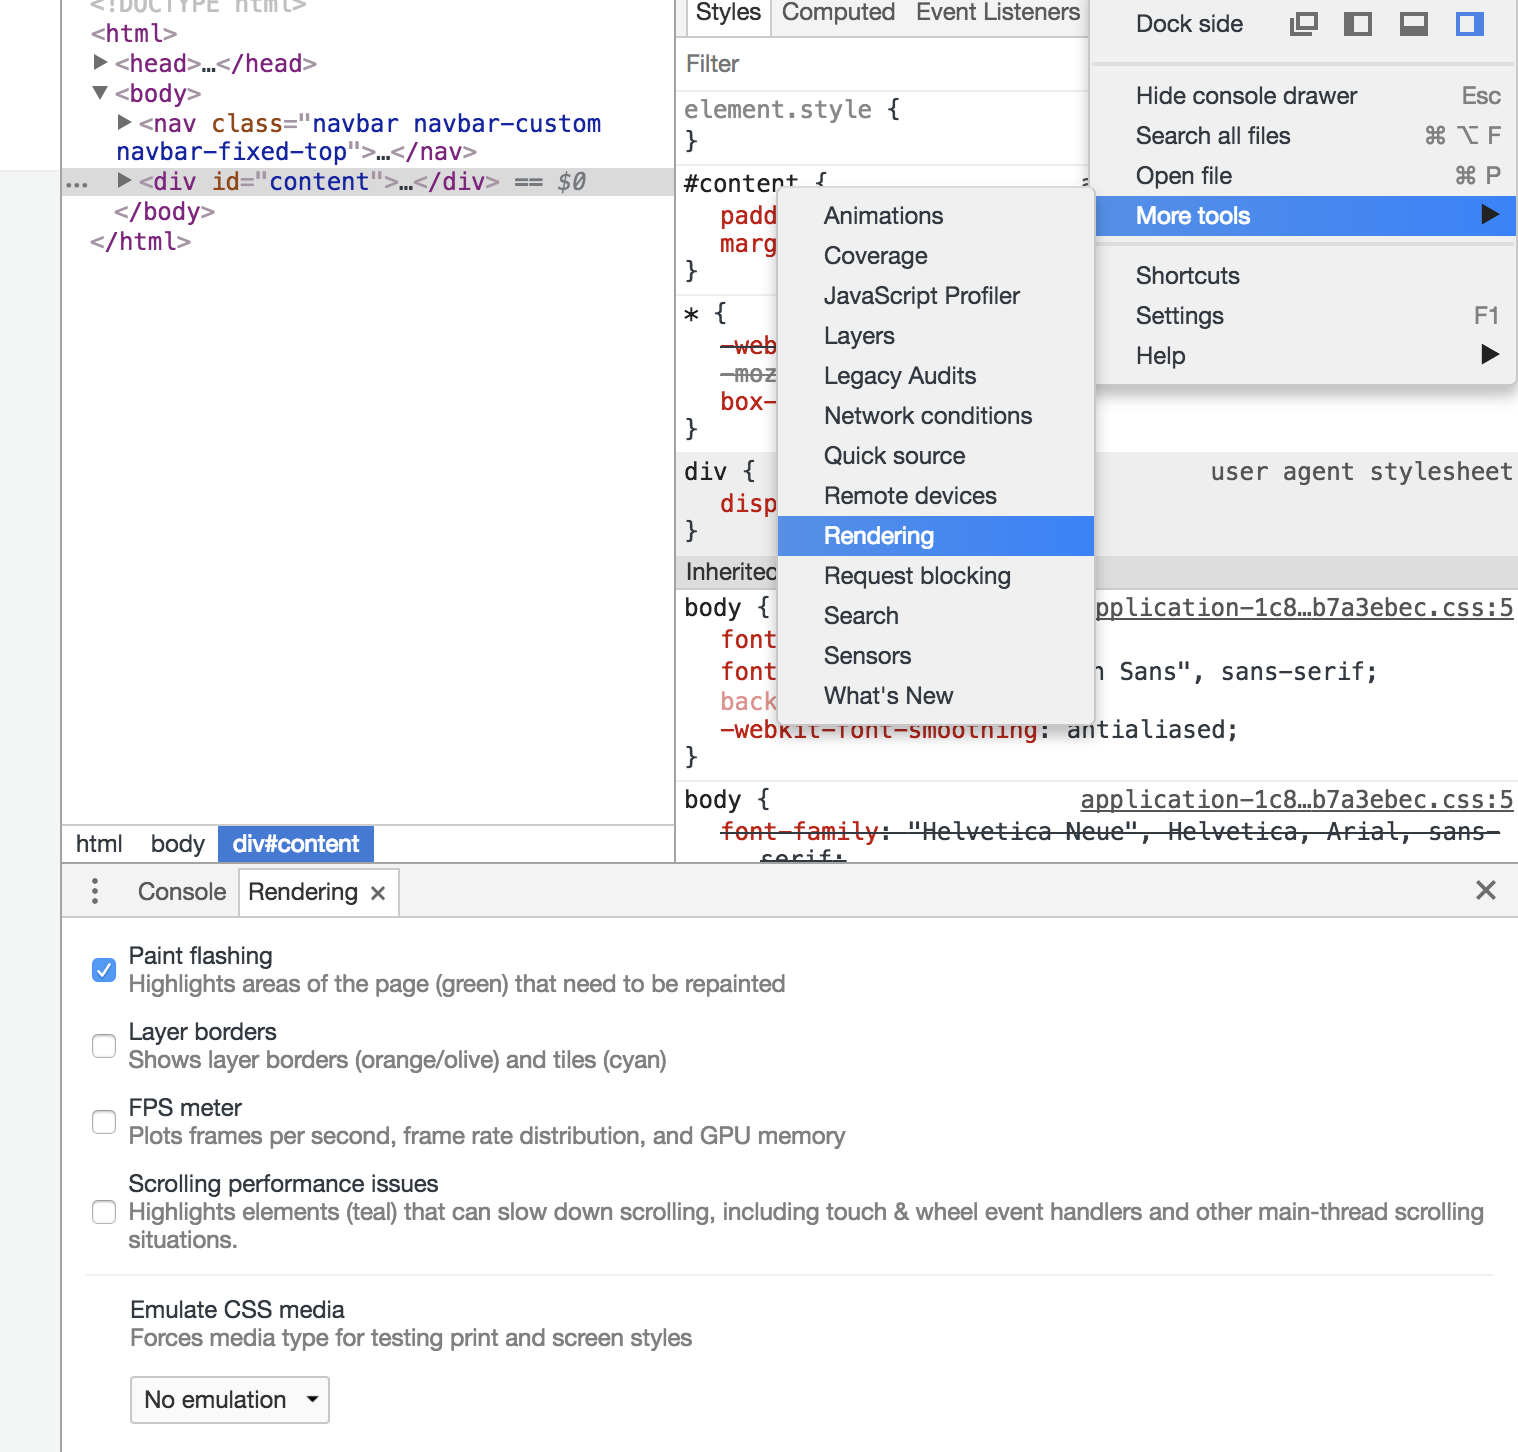 <!DOCTYPE html>
<html>
<head>…</head>
<body>
<nav class="navbar navbar-custom
navbar-fixed-top">…</nav>
<div id="content">…</div> == $0
</body>
</html>
html body div#content
Styles Computed Event Listeners
Filter
element.style {
}
#content {
padd
marg
}
* {
-web
-moz
box-
}
div {
user agent stylesheet
disp
}
Inherited
body {
pplication-1c8…b7a3ebec.css:5
font
font
Sans", sans-serif;
back
-webkit-font-smoothing: antialiased;
}
body {
application-1c8…b7a3ebec.css:5
font-family: "Helvetica Neue", Helvetica, Arial, sans-
serif;
Dock side
Hide console drawer Esc
Search all files ⌘ ⌥ F
Open file ⌘ P
More tools
Shortcuts
Settings F1
Help
Animations
Coverage
JavaScript Profiler
Layers
Legacy Audits
Network conditions
Quick source
Remote devices
Rendering
Request blocking
Search
Sensors
What's New
Console Rendering ×
Paint flashing
Highlights areas of the page (green) that need to be repainted
Layer borders
Shows layer borders (orange/olive) and tiles (cyan)
FPS meter
Plots frames per second, frame rate distribution, and GPU memory
Scrolling performance issues
Highlights elements (teal) that can slow down scrolling, including touch & wheel event handlers and other main-thread scrolling
situations.
Emulate CSS media
Forces media type for testing print and screen styles
No emulation